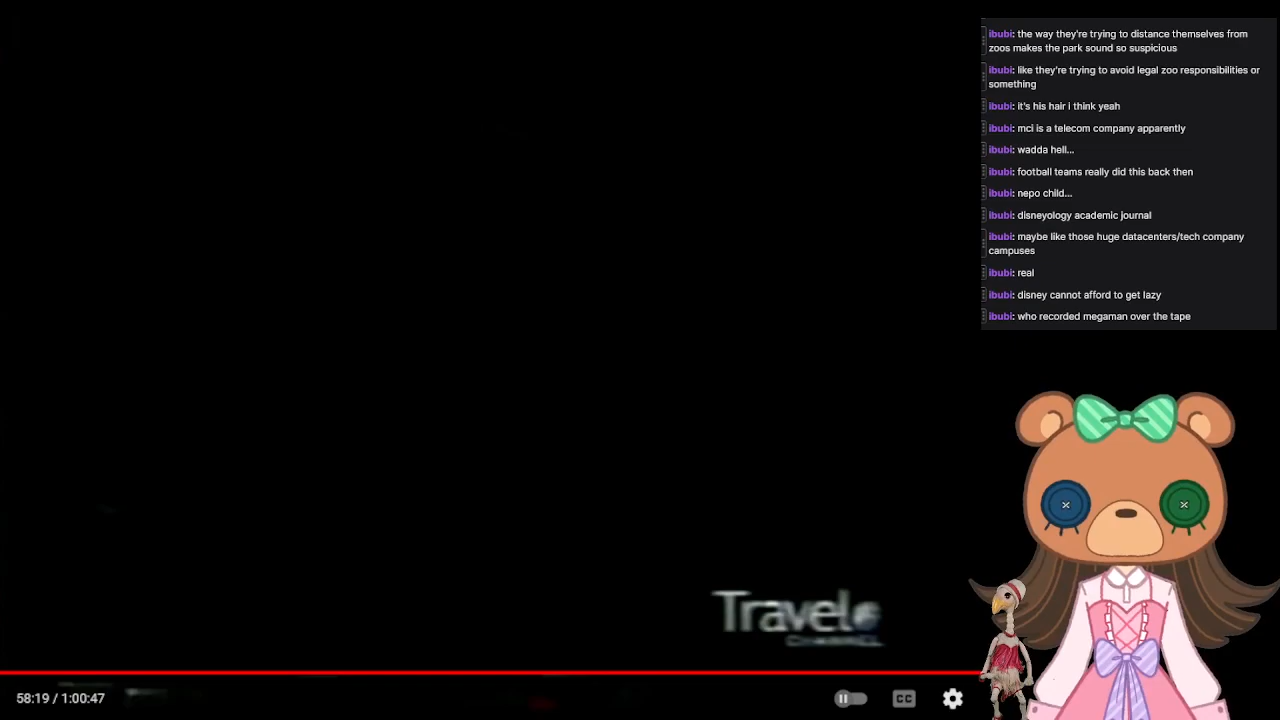 ibubi: the way they're trying to distance themselves from
zoos makes the park sound so suspicious
ibubi: like they're trying to avoid legal zoo responsibilities or
something
ibubi: it's his hair i think yeah
ibubi: mci is a telecom company apparently
ibubi: wadda hell...
ibubi: football teams really did this back then
ibubi: nepo child...
ibubi: disneyology academic journal
ibubi: maybe like those huge datacenters/tech company
campuses
ibubi: real
ibubi: disney cannot afford to get lazy
ibubi: who recorded megaman over the tape
Travel
CHANNEL
58:19 / 1:00:47
CC